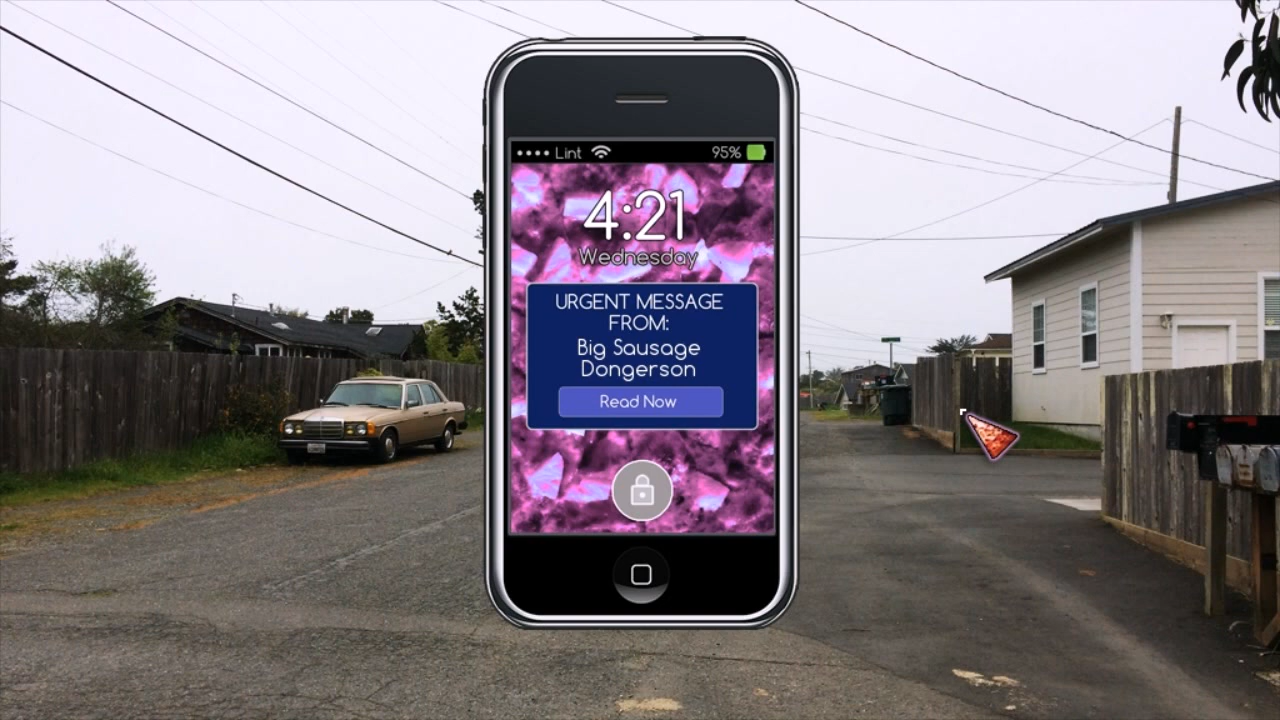 Lint 95%
4:21
Wednesday
URGENT MESSAGE
FROM:
Big Sausage
Dongerson
Read Now